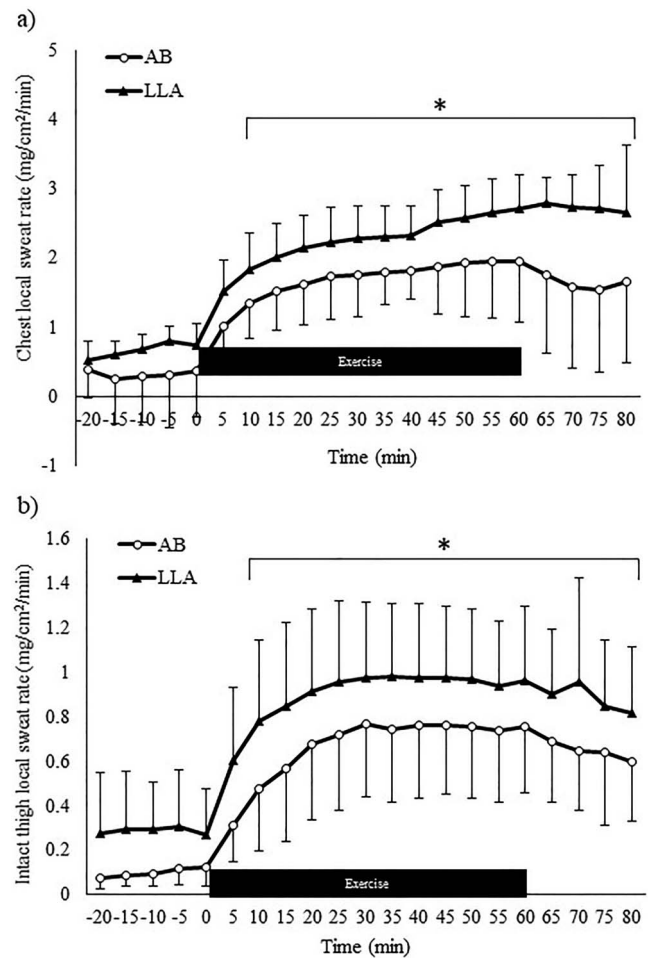 a)
Chest local sweat rate (mg/cm²/min)
5
4
3
2
1
0
-1
AB
LLA
*
Exercise
-20 -15 -10 -5 0 5 10 15 20 25 30 35 40 45 50 55 60 65 70 75 80
Time (min)
b)
Intact thigh local sweat rate (mg/cm²/min)
1.6
1.4
1.2
1
0.8
0.6
0.4
0.2
0
AB
LLA
*
Exercise
-20 -15 -10 -5 0 5 10 15 20 25 30 35 40 45 50 55 60 65 70 75 80
Time (min)